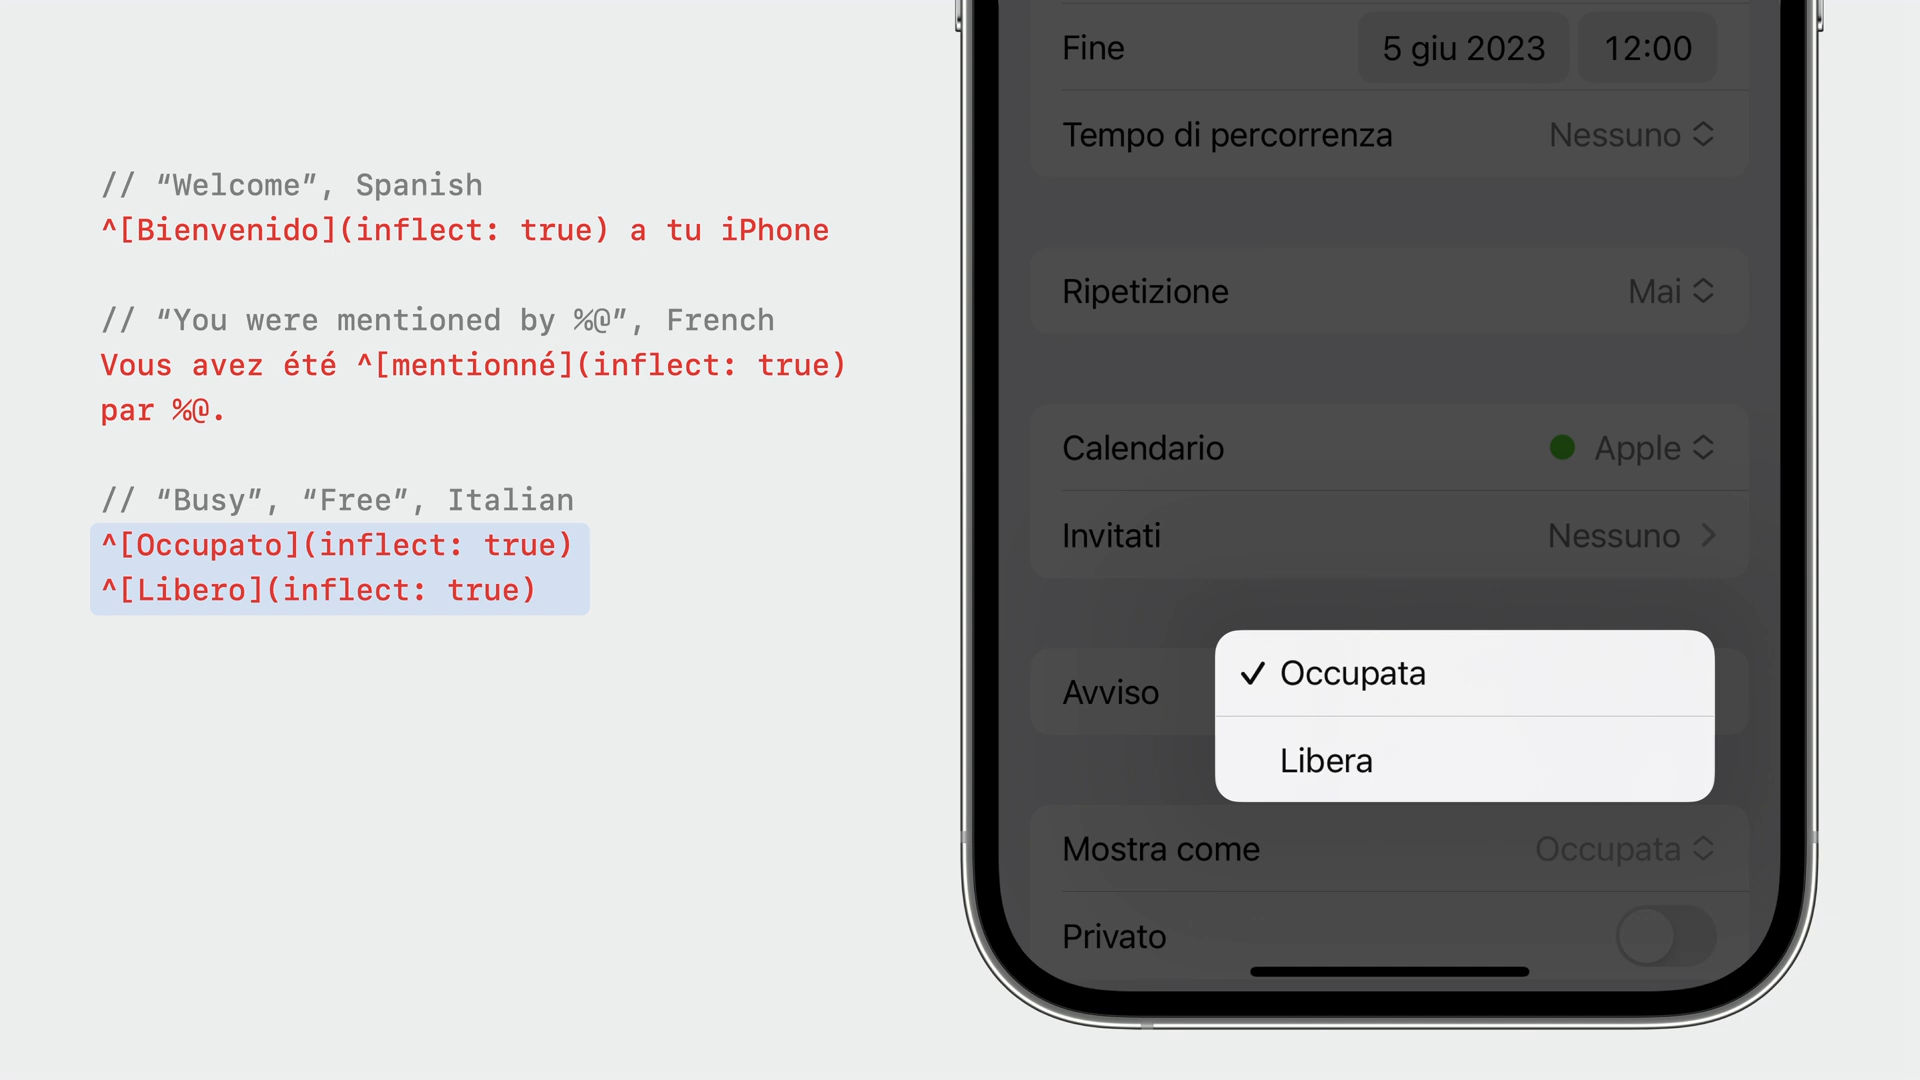 // “Welcome”, Spanish
^[Bienvenido](inflect: true) a tu iPhone
// “You were mentioned by %@”, French
Vous avez été ^[mentionné](inflect: true)
par %@.
// “Busy”, “Free”, Italian
^[Occupato](inflect: true)
^[Libero](inflect: true)
Fine 5 giu 2023 12:00
Tempo di percorrenza Nessuno
Ripetizione Mai
Calendario Apple
Invitati Nessuno
Avviso
✓ Occupata
Libera
Mostra come Occupata
Privato